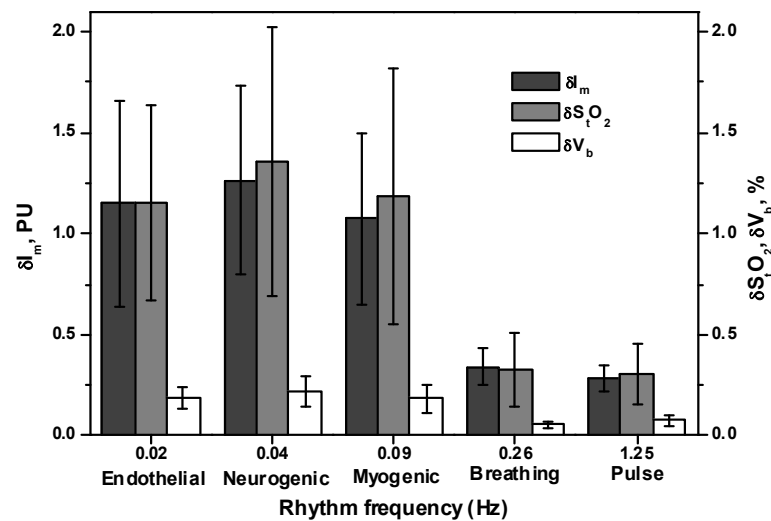 2.0
1.5
1.0
0.5
0.0
δIₘ, PU
δIₘ
δSₜO₂
δV_b
2.0
1.5
1.0
0.5
0.0
δSₜO₂, δV_b, %
0.02 0.04 0.09 0.26 1.25
Endothelial Neurogenic Myogenic Breathing Pulse
Rhythm frequency (Hz)